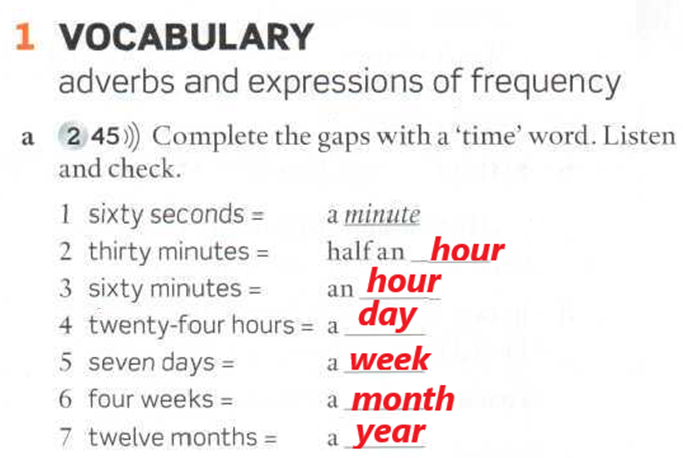 1 VOCABULARY
adverbs and expressions of frequency
a 2 45))) Complete the gaps with a ‘time’ word. Listen
and check.
1 sixty seconds = a minute
2 thirty minutes = half an hour
3 sixty minutes = an hour
4 twenty-four hours = a day
5 seven days = a week
6 four weeks = a month
7 twelve months = a year